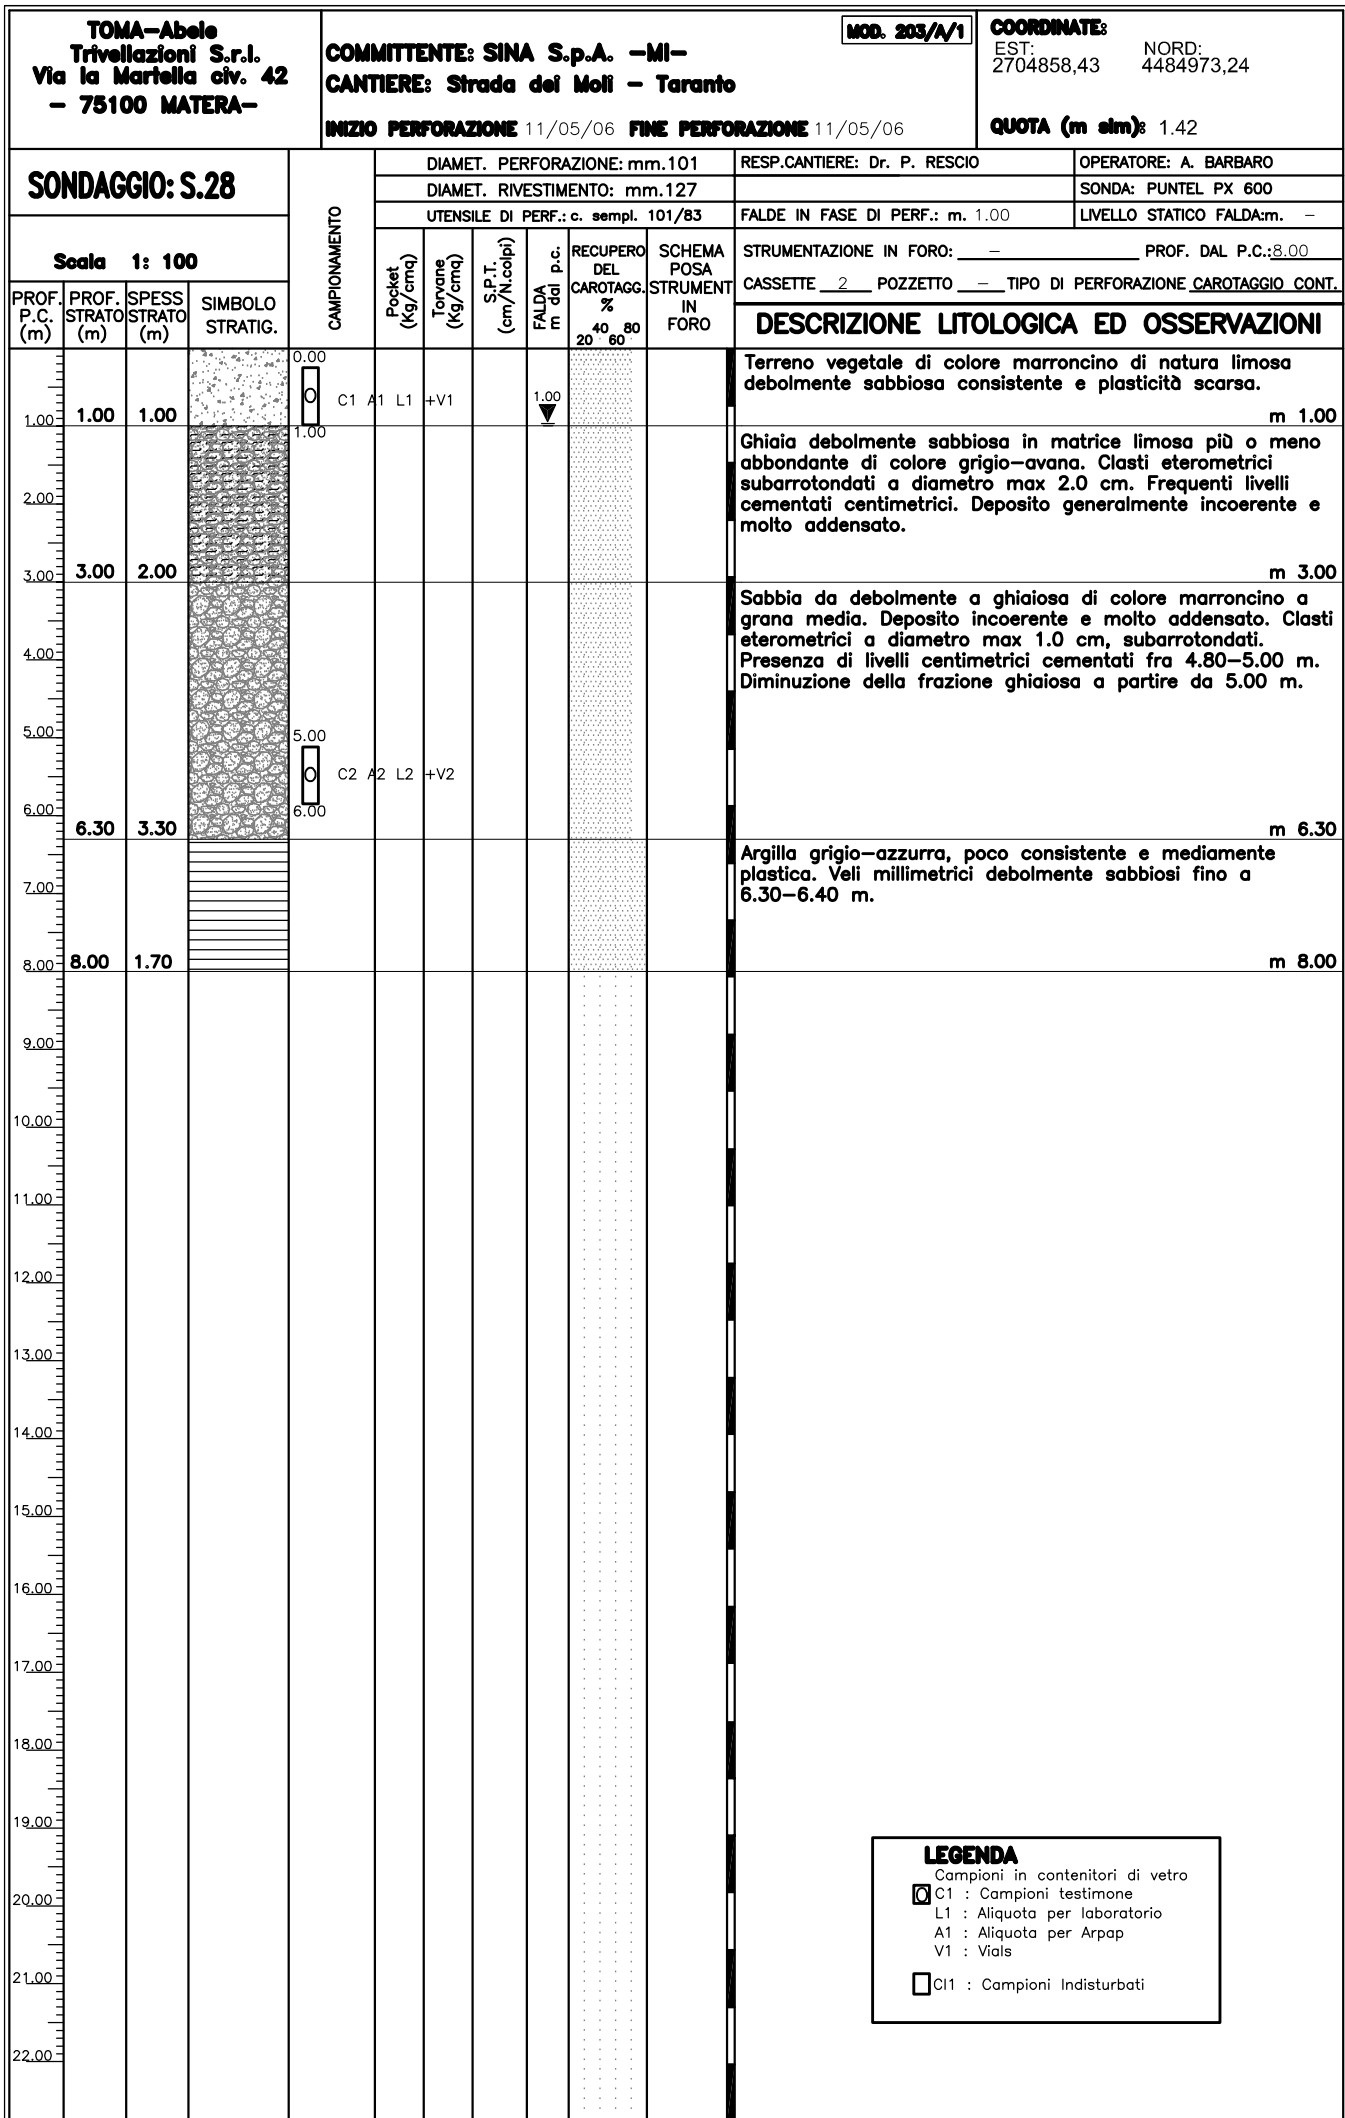 TOMA-Abele
Trivellazioni S.r.l.
Via la Martella civ. 42
- 75100 MATERA-
MOD. 203/A/1
COMMITTENTE: SINA S.p.A. -MI-
CANTIERE: Strada dei Moli - Taranto
INIZIO PERFORAZIONE 11/05/06 FINE PERFORAZIONE 11/05/06
COORDINATE:
EST: NORD:
2704858,43 4484973,24
QUOTA (m slm): 1.42
SONDAGGIO: S.28
Scala 1: 100
DIAMET. PERFORAZIONE: mm.101
DIAMET. RIVESTIMENTO: mm.127
UTENSILE DI PERF.: c. sempl. 101/83
RESP.CANTIERE: Dr. P. RESCIO
OPERATORE: A. BARBARO
SONDA: PUNTEL PX 600
FALDE IN FASE DI PERF.: m. 1.00
LIVELLO STATICO FALDA:m. -
STRUMENTAZIONE IN FORO: - PROF. DAL P.C.:8.00
CASSETTE 2 POZZETTO - TIPO DI PERFORAZIONE CAROTAGGIO CONT.
PROF. P.C. (m)
PROF. STRATO (m)
SPESS STRATO (m)
SIMBOLO STRATIG.
CAMPIONAMENTO
Pocket (Kg/cmq)
Torvane (Kg/cmq)
S.P.T. (cm/N.colpi)
FALDA m dal p.c.
RECUPERO DEL CAROTAGG. %
40 80
20 60
SCHEMA POSA STRUMENT IN FORO
DESCRIZIONE LITOLOGICA ED OSSERVAZIONI
0.00
C1 A1 L1 +V1
1.00
1.00 1.00 1.00
1.00
Terreno vegetale di colore marroncino di natura limosa
debolmente sabbiosa consistente e plasticità scarsa.
m 1.00
Ghiaia debolmente sabbiosa in matrice limosa più o meno
abbondante di colore grigio-avana. Clasti eterometrici
subarrotondati a diametro max 2.0 cm. Frequenti livelli
cementati centimetrici. Deposito generalmente incoerente e
molto addensato.
2.00
3.00 3.00 2.00
m 3.00
Sabbia da debolmente a ghiaiosa di colore marroncino a
grana media. Deposito incoerente e molto addensato. Clasti
eterometrici a diametro max 1.0 cm, subarrotondati.
Presenza di livelli centimetrici cementati fra 4.80-5.00 m.
Diminuzione della frazione ghiaiosa a partire da 5.00 m.
4.00
5.00
5.00
C2 A2 L2 +V2
6.00
6.00
6.30 3.30
m 6.30
Argilla grigio-azzurra, poco consistente e mediamente
plastica. Veli millimetrici debolmente sabbiosi fino a
6.30-6.40 m.
7.00
8.00 8.00 1.70
m 8.00
9.00
10.00
11.00
12.00
13.00
14.00
15.00
16.00
17.00
18.00
19.00
20.00
21.00
22.00
LEGENDA
Campioni in contenitori di vetro
C1 : Campioni testimone
L1 : Aliquota per laboratorio
A1 : Aliquota per Arpap
V1 : Vials
CI1 : Campioni Indisturbati